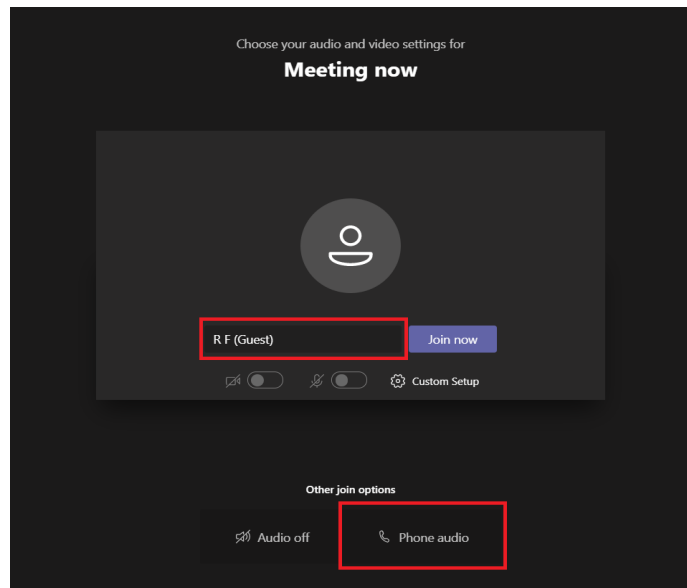 Choose your audio and video settings for
Meeting now
R F (Guest)
Join now
Custom Setup
Other join options
Audio off
Phone audio